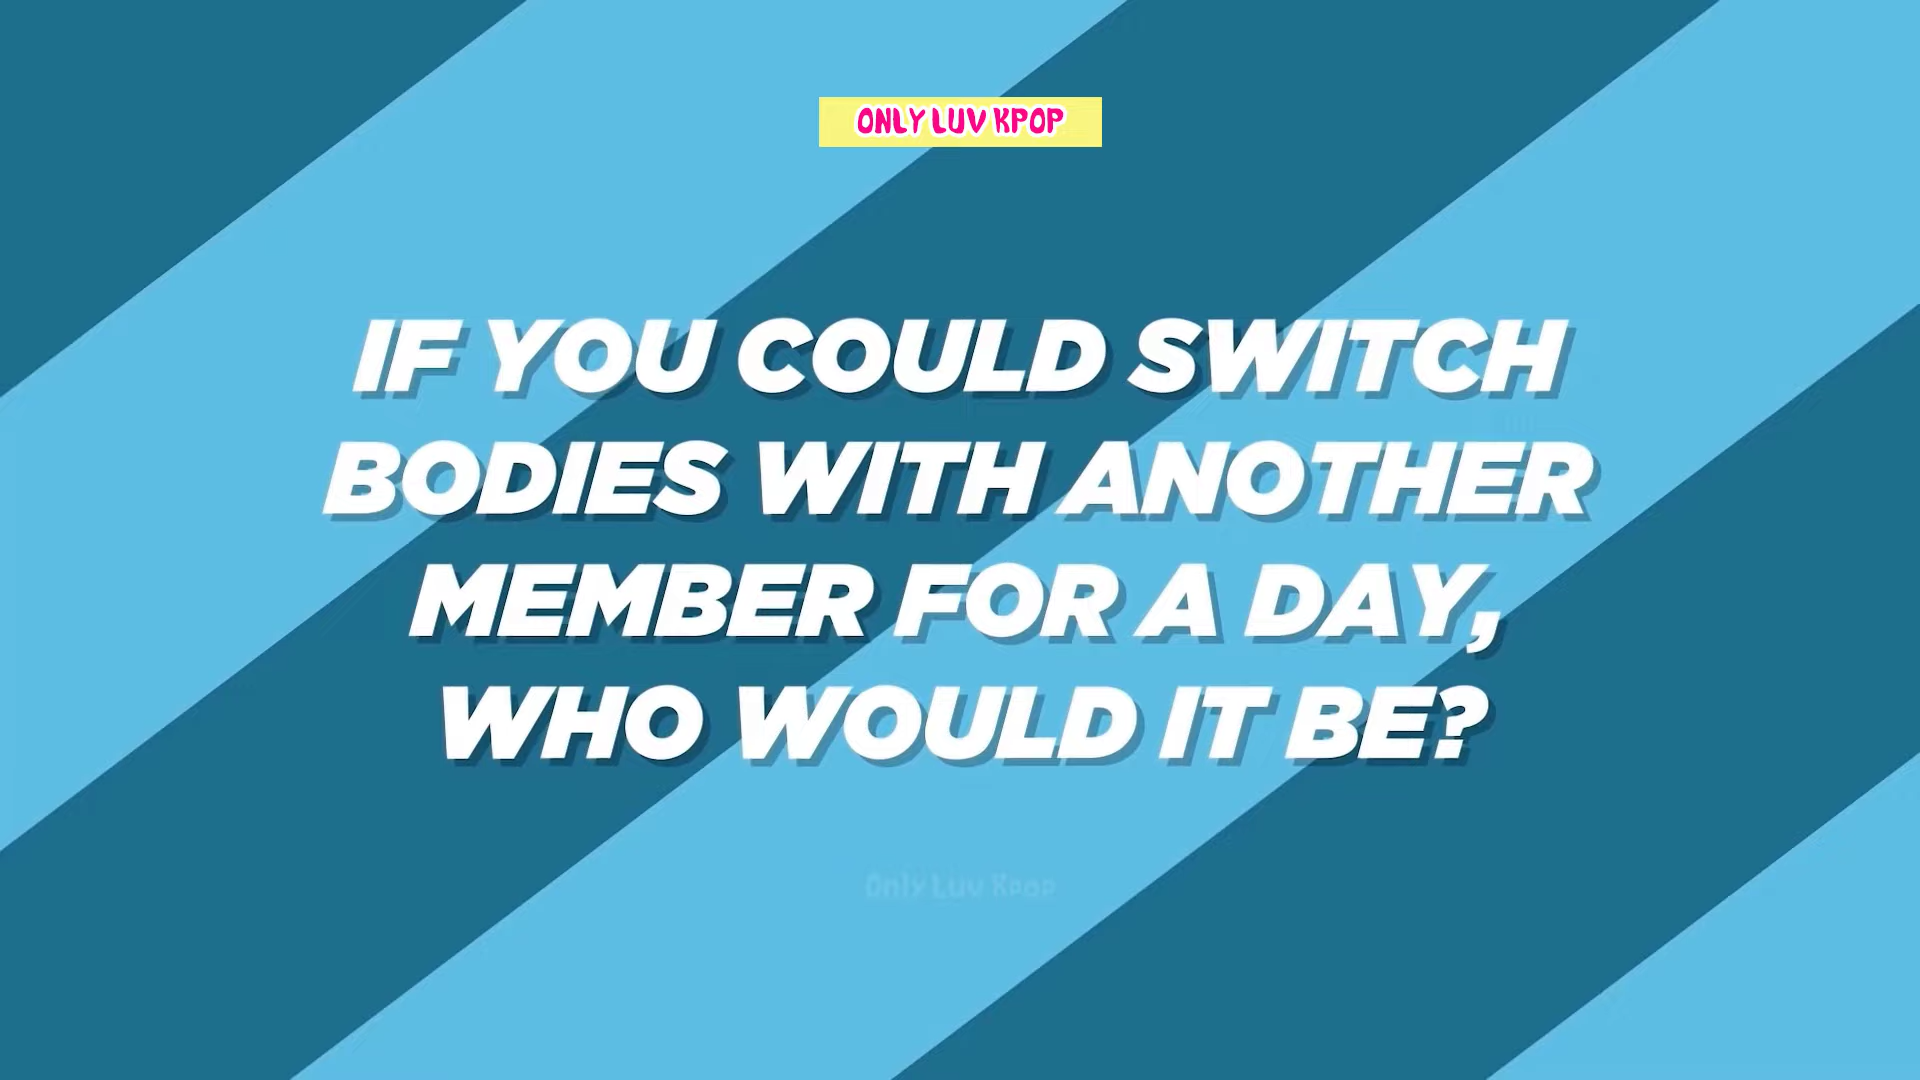 ONLY LUV KPOP
IF YOU COULD SWITCH
BODIES WITH ANOTHER
MEMBER FOR A DAY,
WHO WOULD IT BE?
Only Luv Kpop